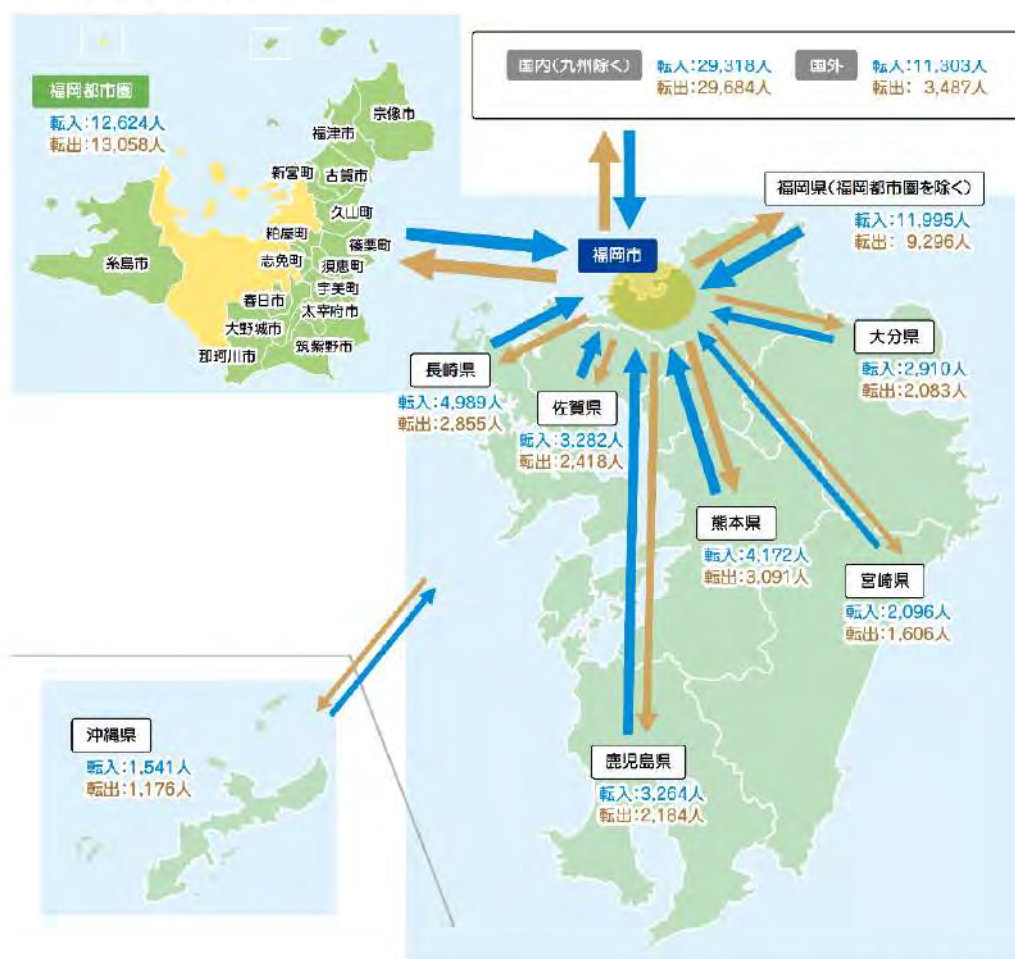 国内(九州除く)
転入:29,318人
転出:29,684人
国外
転入:11,303人
転出: 3,487人
福岡都市圏
転入:12,624人
転出:13,058人
宗像市
福津市
新宮町
古賀市
久山町
粕屋町
篠栗町
糸島市
志免町
須恵町
宇美町
春日市
太宰府市
大野城市
那珂川市
筑紫野市
福岡市
福岡県(福岡都市圏を除く)
転入:11,995人
転出: 9,296人
大分県
転入:2,910人
転出:2,083人
長崎県
転入:4,989人
転出:2,855人
佐賀県
転入:3,282人
転出:2,418人
熊本県
転入:4,172人
転出:3,091人
宮崎県
転入:2,096人
転出:1,606人
鹿児島県
転入:3,264人
転出:2,184人
沖縄県
転入:1,541人
転出:1,176人